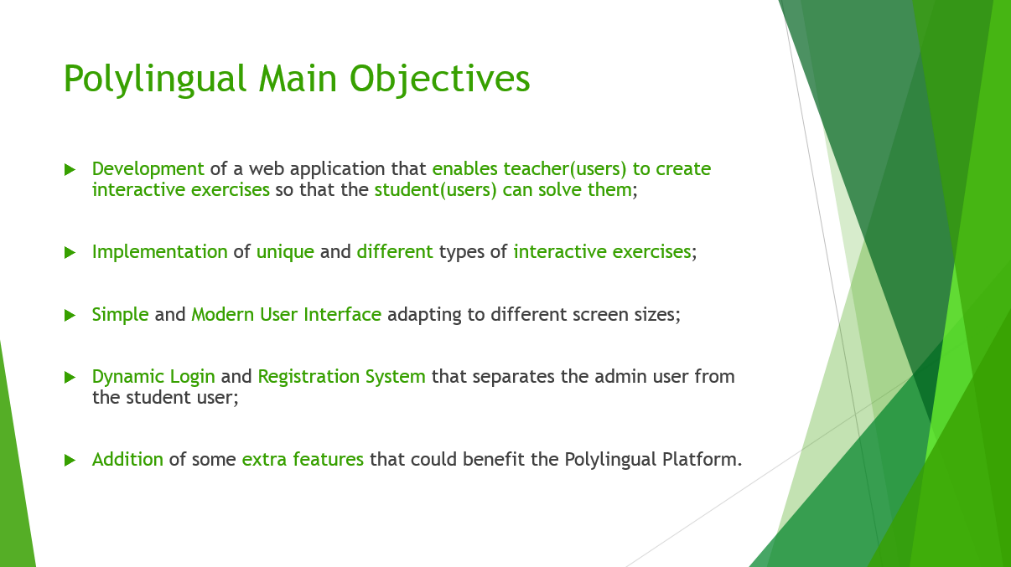 Polylingual Main Objectives
Development of a web application that enables teacher(users) to create
interactive exercises so that the student(users) can solve them;
Implementation of unique and different types of interactive exercises;
Simple and Modern User Interface adapting to different screen sizes;
Dynamic Login and Registration System that separates the admin user from
the student user;
Addition of some extra features that could benefit the Polylingual Platform.